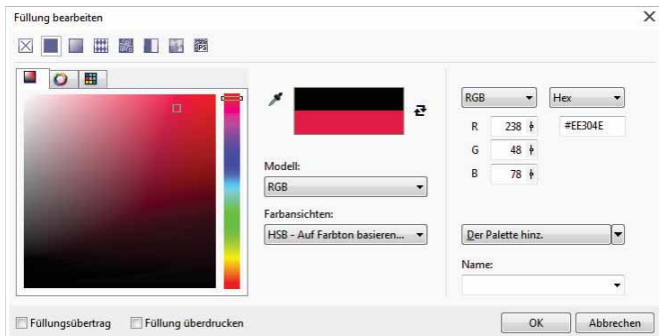 Füllung bearbeiten
PS
RGB
Hex
R 238 #EE304E
G 48
B 78
Modell:
RGB
Farbansichten:
HSB - Auf Farbton basieren...
Der Palette hinz.
Name:
Füllungsübertrag
Füllung überdrucken
OK
Abbrechen